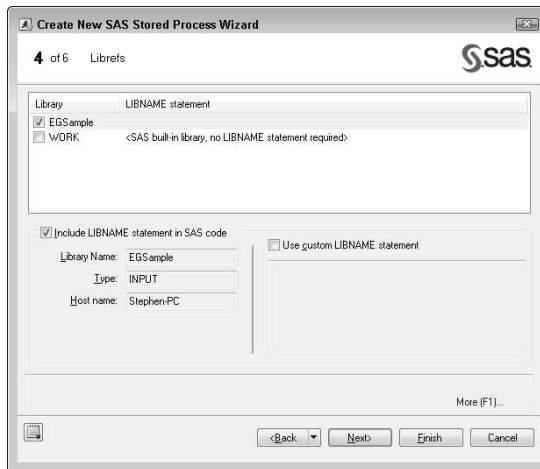 Create New SAS Stored Process Wizard
4 of 6 Librefs
sas
Library LIBNAME statement
EGSample
WORK <SAS built-in library, no LIBNAME statement required>
Include LIBNAME statement in SAS code
Use custom LIBNAME statement
Library Name: EGSample
Type: INPUT
Host name: Stephen-PC
More (F1)...
<Back Next> Finish Cancel